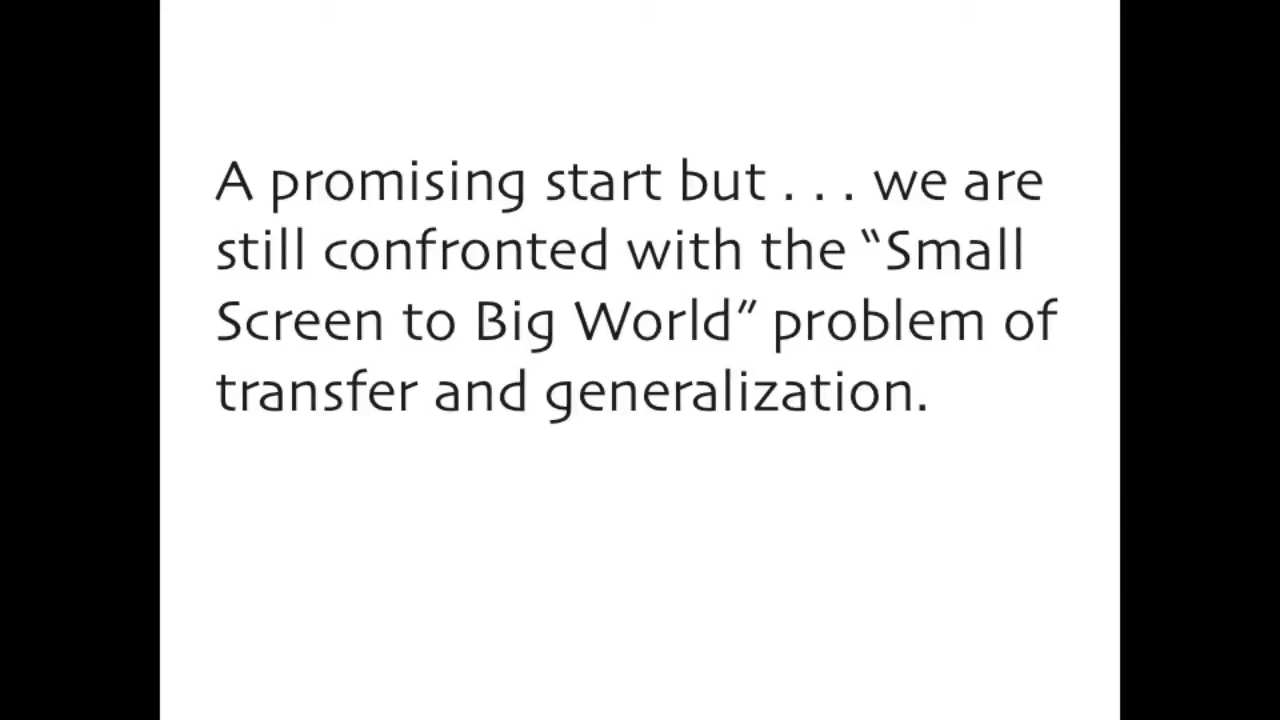 A promising start but . . . we are
still confronted with the “Small
Screen to Big World” problem of
transfer and generalization.